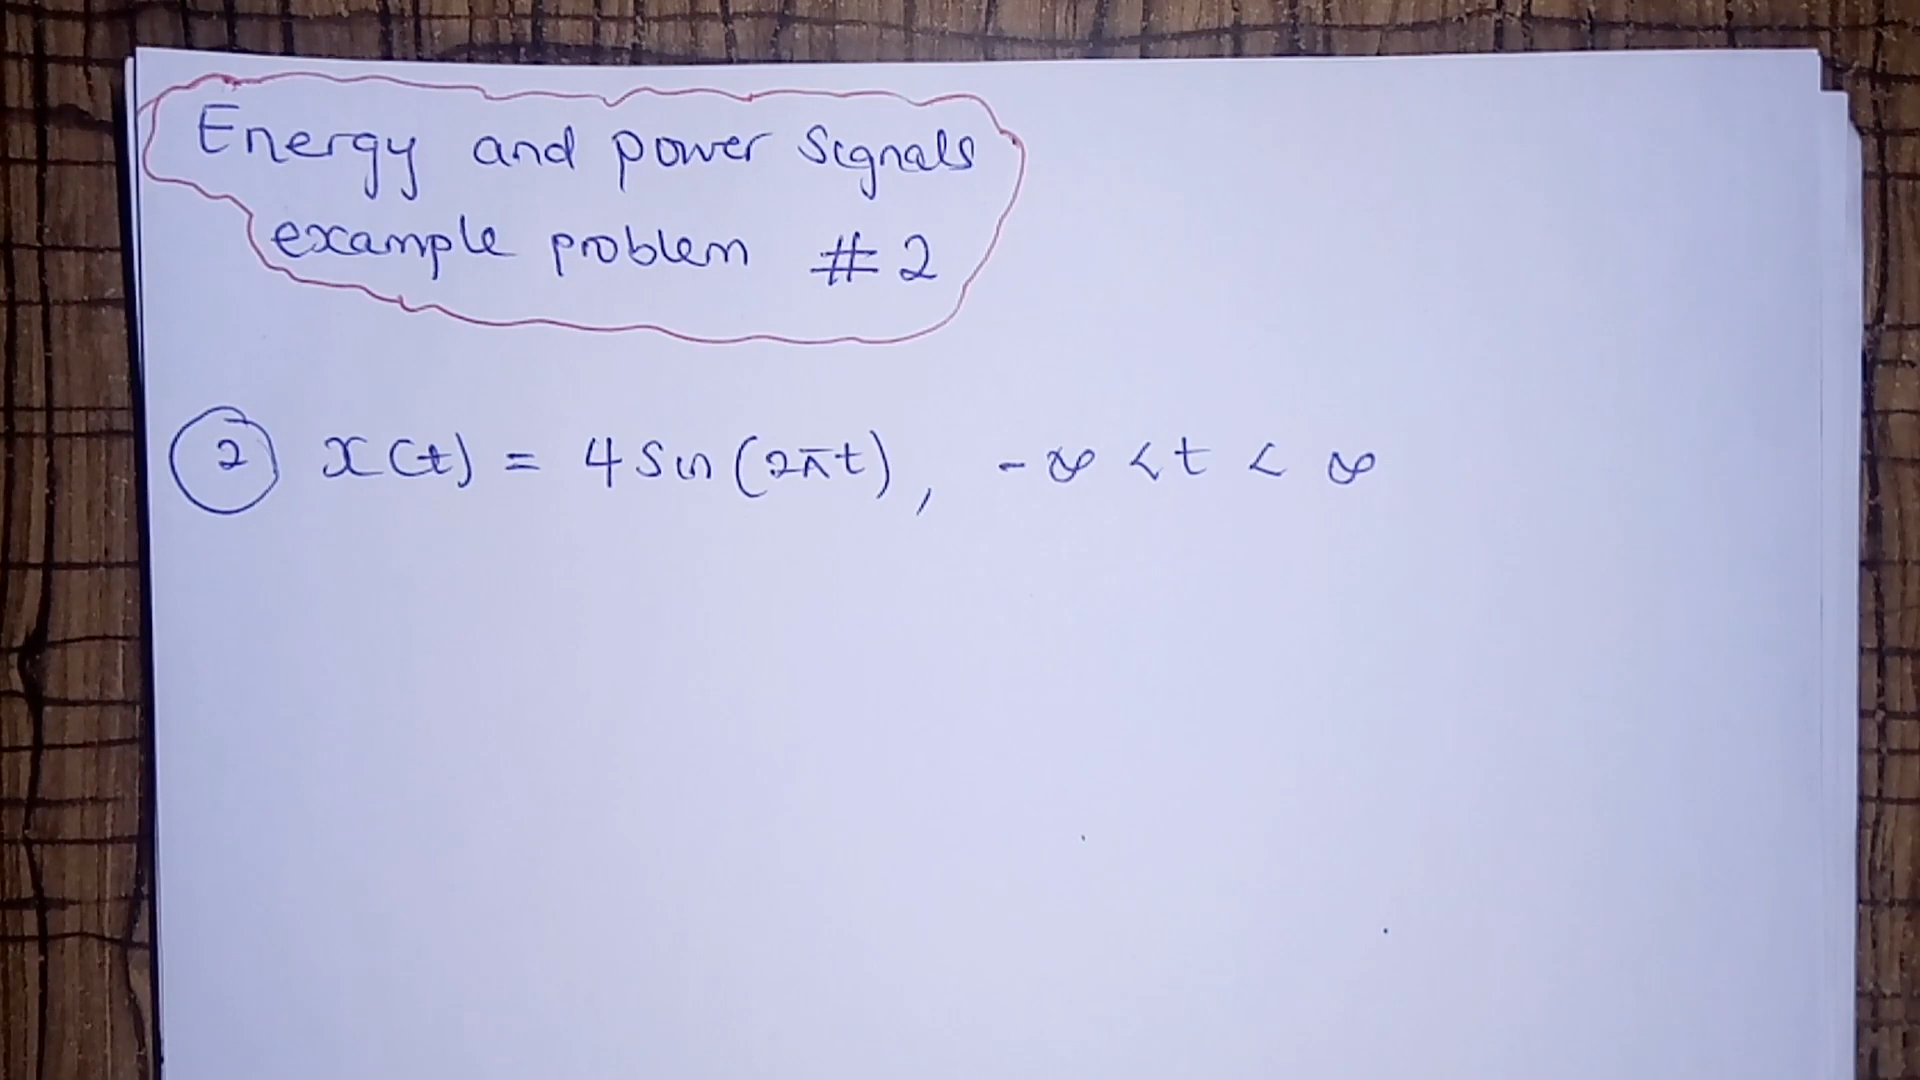 Energy and power signals
example problem #2
② x(t) = 4 sin(2πt), -∞ < t < ∞